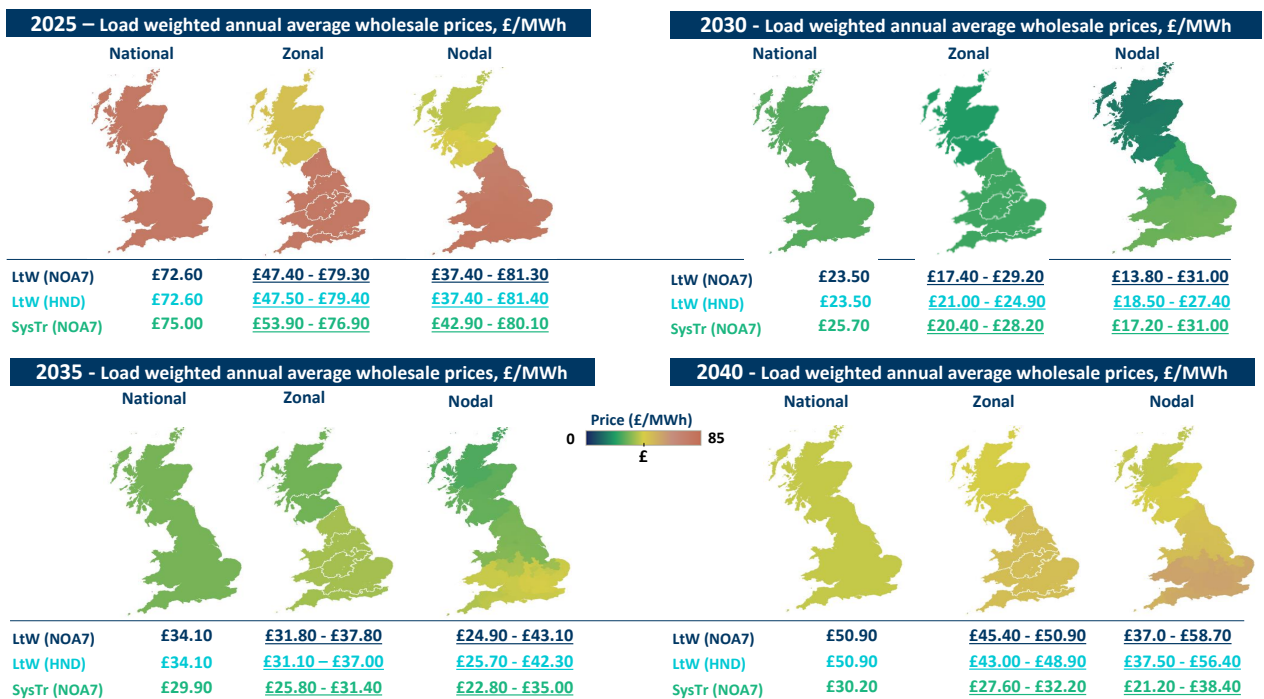 2025 – Load weighted annual average wholesale prices, £/MWh
National Zonal Nodal
LtW (NOA7) £72.60 £47.40 - £79.30 £37.40 - £81.30
LtW (HND) £72.60 £47.50 - £79.40 £37.40 - £81.40
SysTr (NOA7) £75.00 £53.90 - £76.90 £42.90 - £80.10
2030 - Load weighted annual average wholesale prices, £/MWh
National Zonal Nodal
LtW (NOA7) £23.50 £17.40 - £29.20 £13.80 - £31.00
LtW (HND) £23.50 £21.00 - £24.90 £18.50 - £27.40
SysTr (NOA7) £25.70 £20.40 - £28.20 £17.20 - £31.00
2035 - Load weighted annual average wholesale prices, £/MWh
National Zonal Nodal
LtW (NOA7) £34.10 £31.80 - £37.80 £24.90 - £43.10
LtW (HND) £34.10 £31.10 – £37.00 £25.70 - £42.30
SysTr (NOA7) £29.90 £25.80 - £31.40 £22.80 - £35.00
Price (£/MWh)
0 85
£
2040 - Load weighted annual average wholesale prices, £/MWh
National Zonal Nodal
LtW (NOA7) £50.90 £45.40 - £50.90 £37.0 - £58.70
LtW (HND) £50.90 £43.00 - £48.90 £37.50 - £56.40
SysTr (NOA7) £30.20 £27.60 - £32.20 £21.20 - £38.40